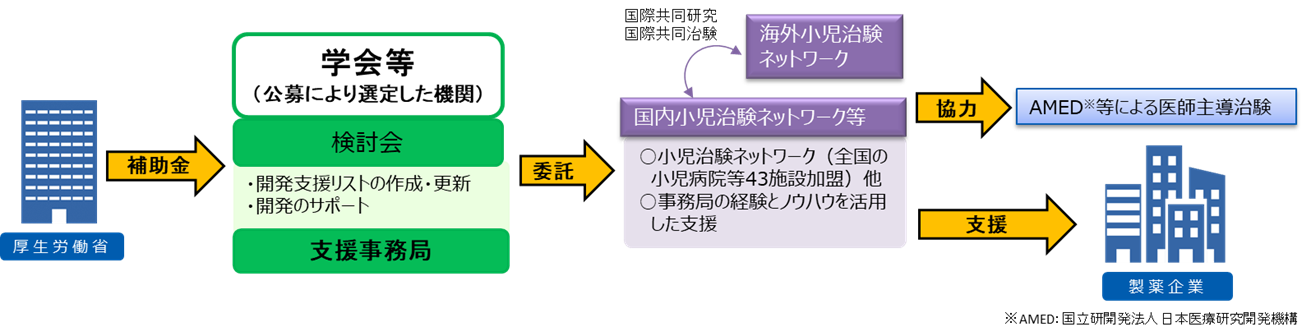 厚生労働省
補助金
学会等
（公募により選定した機関）
検討会
・開発支援リストの作成・更新
・開発のサポート
支援事務局
委託
国際共同研究
国際共同治験
海外小児治験
ネットワーク
国内小児治験ネットワーク等
○小児治験ネットワーク（全国の
小児病院等43施設加盟）他
○事務局の経験とノウハウを活用
した支援
協力
AMED※等による医師主導治験
支援
製薬企業
※AMED：国立研開発法人 日本医療研究開発機構